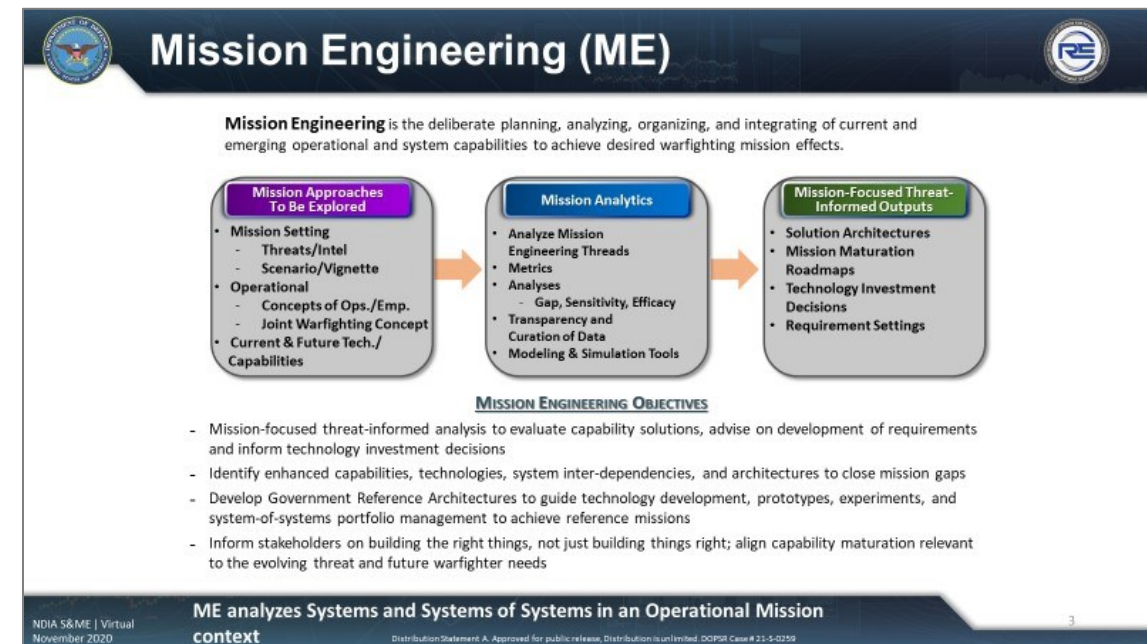 Mission Engineering (ME)
Mission Engineering is the deliberate planning, analyzing, organizing, and integrating of current and
emerging operational and system capabilities to achieve desired warfighting mission effects.
Mission Approaches
To Be Explored
• Mission Setting
- Threats/Intel
- Scenario/Vignette
• Operational
- Concepts of Ops./Emp.
- Joint Warfighting Concept
• Current & Future Tech./
Capabilities
Mission Analytics
• Analyze Mission
Engineering Threads
• Metrics
• Analyses
- Gap, Sensitivity, Efficacy
• Transparency and
Curation of Data
• Modeling & Simulation Tools
Mission-Focused Threat-
Informed Outputs
• Solution Architectures
• Mission Maturation
Roadmaps
• Technology Investment
Decisions
• Requirement Settings
MISSION ENGINEERING OBJECTIVES
- Mission-focused threat-informed analysis to evaluate capability solutions, advise on development of requirements
and inform technology investment decisions
- Identify enhanced capabilities, technologies, system inter-dependencies, and architectures to close mission gaps
- Develop Government Reference Architectures to guide technology development, prototypes, experiments, and
system-of-systems portfolio management to achieve reference missions
- Inform stakeholders on building the right things, not just building things right; align capability maturation relevant
to the evolving threat and future warfighter needs
NDIA S&ME | Virtual
November 2020
ME analyzes Systems and Systems of Systems in an Operational Mission
context
Distribution Statement A. Approved for public release, Distribution is unlimited. DOPSR Case # 21-S-0259
3